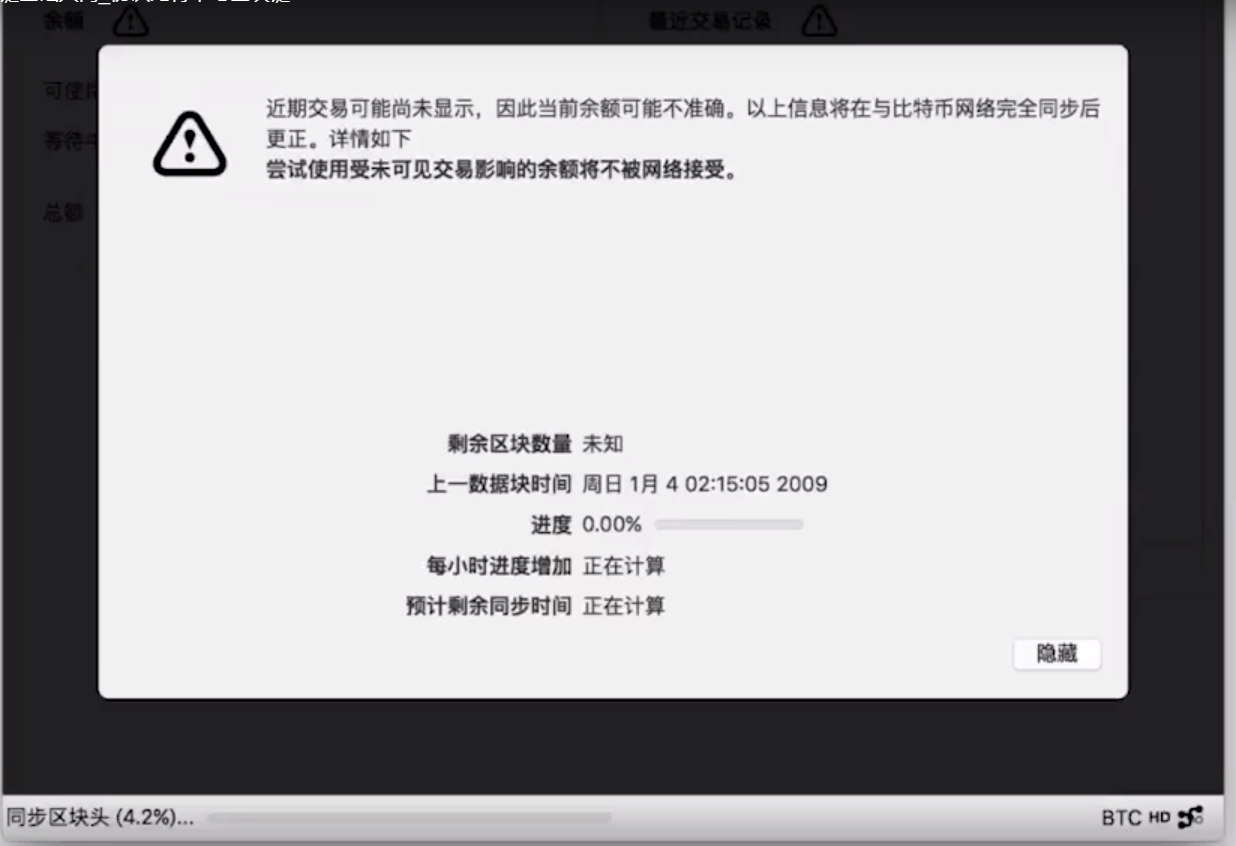 余额
最近交易记录
等待中
总额
近期交易可能尚未显示，因此当前余额可能不准确。以上信息将在与比特币网络完全同步后
更正。详情如下
尝试使用受未可见交易影响的余额将不被网络接受。
剩余区块数量 未知
上一数据块时间 周日 1月 4 02:15:05 2009
进度 0.00%
每小时进度增加 正在计算
预计剩余同步时间 正在计算
隐藏
同步区块头 (4.2%)...
BTC HD